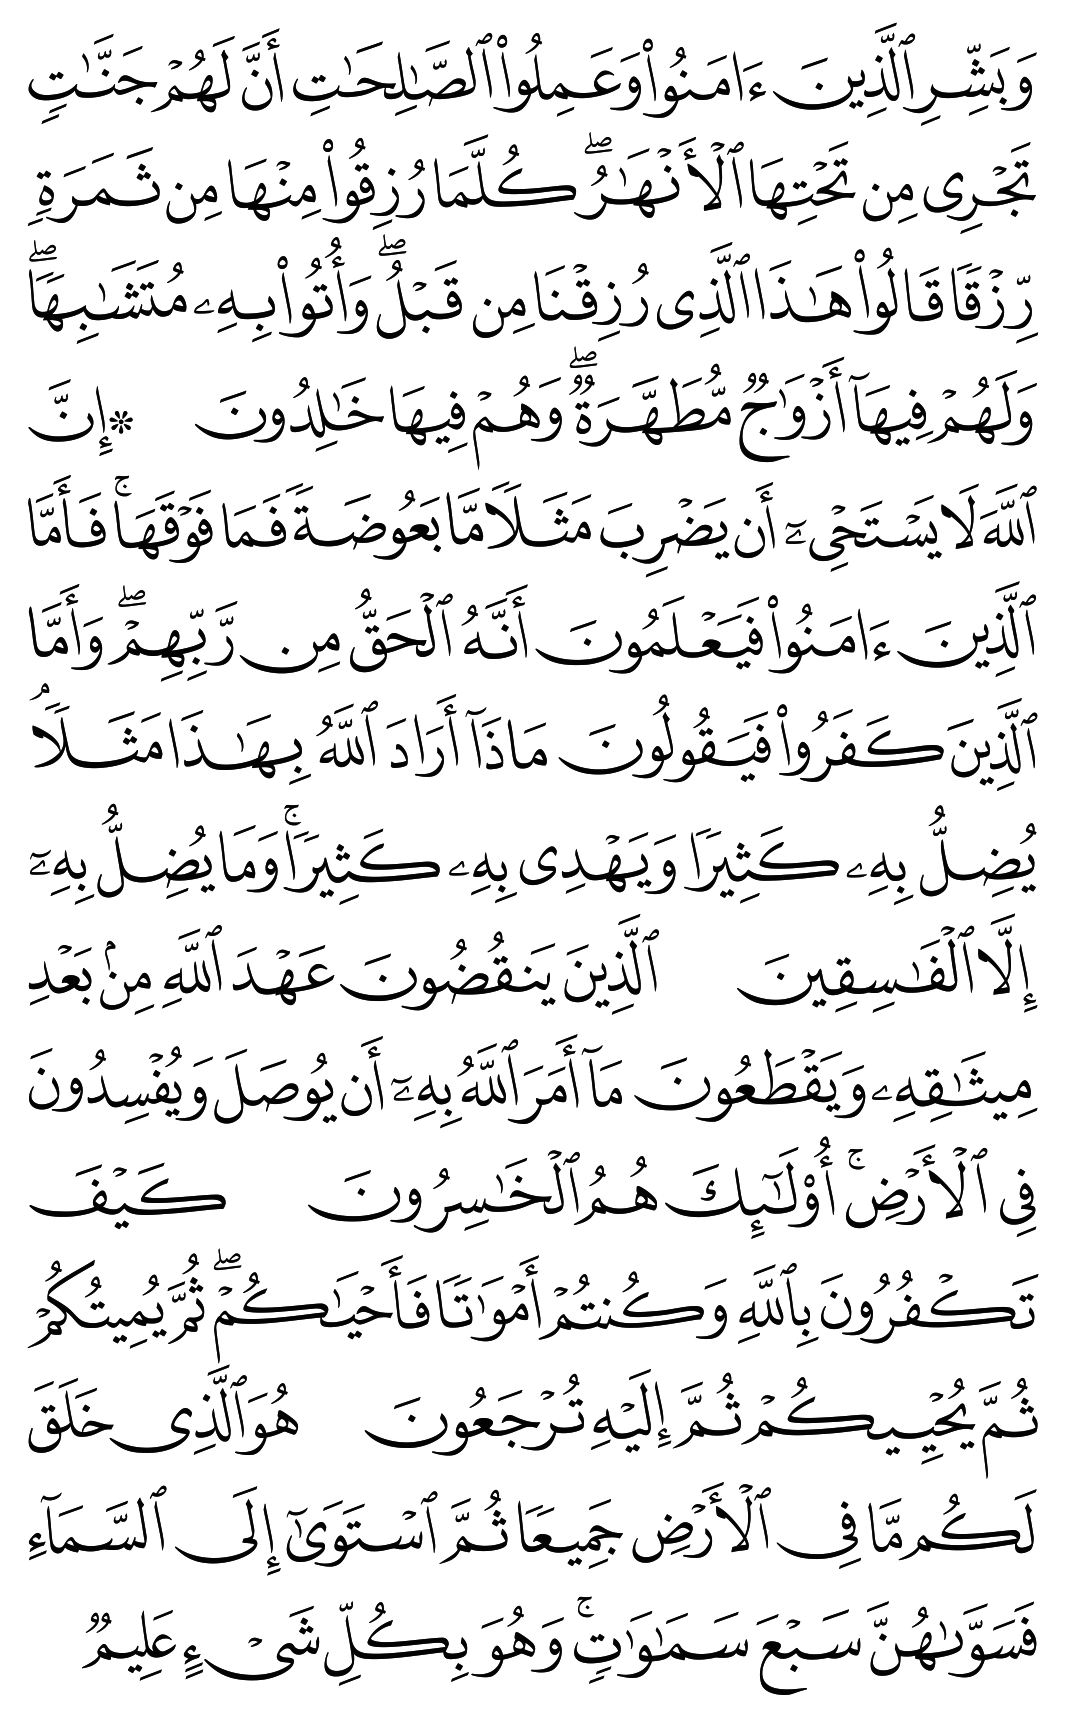 وَبَشِّرِ ٱلَّذِينَ ءَامَنُوا۟ وَعَمِلُوا۟ ٱلصَّـٰلِحَـٰتِ أَنَّ لَهُمْ جَنَّـٰتٍ
تَجْرِى مِن تَحْتِهَا ٱلْأَنْهَـٰرُ ۖ كُلَّمَا رُزِقُوا۟ مِنْهَا مِن ثَمَرَةٍ
رِّزْقًا قَالُوا۟ هَـٰذَا ٱلَّذِى رُزِقْنَا مِن قَبْلُ ۖ وَأُتُوا۟ بِهِۦ مُتَشَـٰبِهًا ۖ
وَلَهُمْ فِيهَآ أَزْوَٰجٌ مُّطَهَّرَةٌ ۖ وَهُمْ فِيهَا خَـٰلِدُونَ ۞ إِنَّ
ٱللَّهَ لَا يَسْتَحْىِۦٓ أَن يَضْرِبَ مَثَلًا مَّا بَعُوضَةً فَمَا فَوْقَهَا ۚ فَأَمَّا
ٱلَّذِينَ ءَامَنُوا۟ فَيَعْلَمُونَ أَنَّهُ ٱلْحَقُّ مِن رَّبِّهِمْ ۖ وَأَمَّا
ٱلَّذِينَ كَفَرُوا۟ فَيَقُولُونَ مَاذَآ أَرَادَ ٱللَّهُ بِهَـٰذَا مَثَلًا ۘ
يُضِلُّ بِهِۦ كَثِيرًا وَيَهْدِى بِهِۦ كَثِيرًا ۚ وَمَا يُضِلُّ بِهِۦٓ
إِلَّا ٱلْفَـٰسِقِينَ ٱلَّذِينَ يَنقُضُونَ عَهْدَ ٱللَّهِ مِنۢ بَعْدِ
مِيثَـٰقِهِۦ وَيَقْطَعُونَ مَآ أَمَرَ ٱللَّهُ بِهِۦٓ أَن يُوصَلَ وَيُفْسِدُونَ
فِى ٱلْأَرْضِ ۚ أُو۟لَـٰٓئِكَ هُمُ ٱلْخَـٰسِرُونَ كَيْفَ
تَكْفُرُونَ بِٱللَّهِ وَكُنتُمْ أَمْوَٰتًا فَأَحْيَـٰكُمْ ۖ ثُمَّ يُمِيتُكُمْ
ثُمَّ يُحْيِيكُمْ ثُمَّ إِلَيْهِ تُرْجَعُونَ هُوَ ٱلَّذِى خَلَقَ
لَكُم مَّا فِى ٱلْأَرْضِ جَمِيعًا ثُمَّ ٱسْتَوَىٰٓ إِلَى ٱلسَّمَآءِ
فَسَوَّىٰهُنَّ سَبْعَ سَمَـٰوَٰتٍ ۚ وَهُوَ بِكُلِّ شَىْءٍ عَلِيمٌ